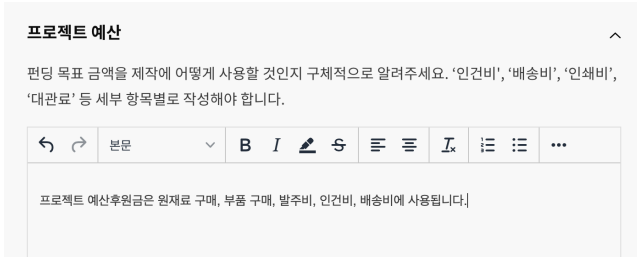 프로젝트 예산
펀딩 목표 금액을 제작에 어떻게 사용할 것인지 구체적으로 알려주세요. ‘인건비', ‘배송비’, ‘인쇄비’,
‘대관료’ 등 세부 항목별로 작성해야 합니다.
본문 B I S
프로젝트 예산후원금은 원재료 구매, 부품 구매, 발주비, 인건비, 배송비에 사용됩니다.